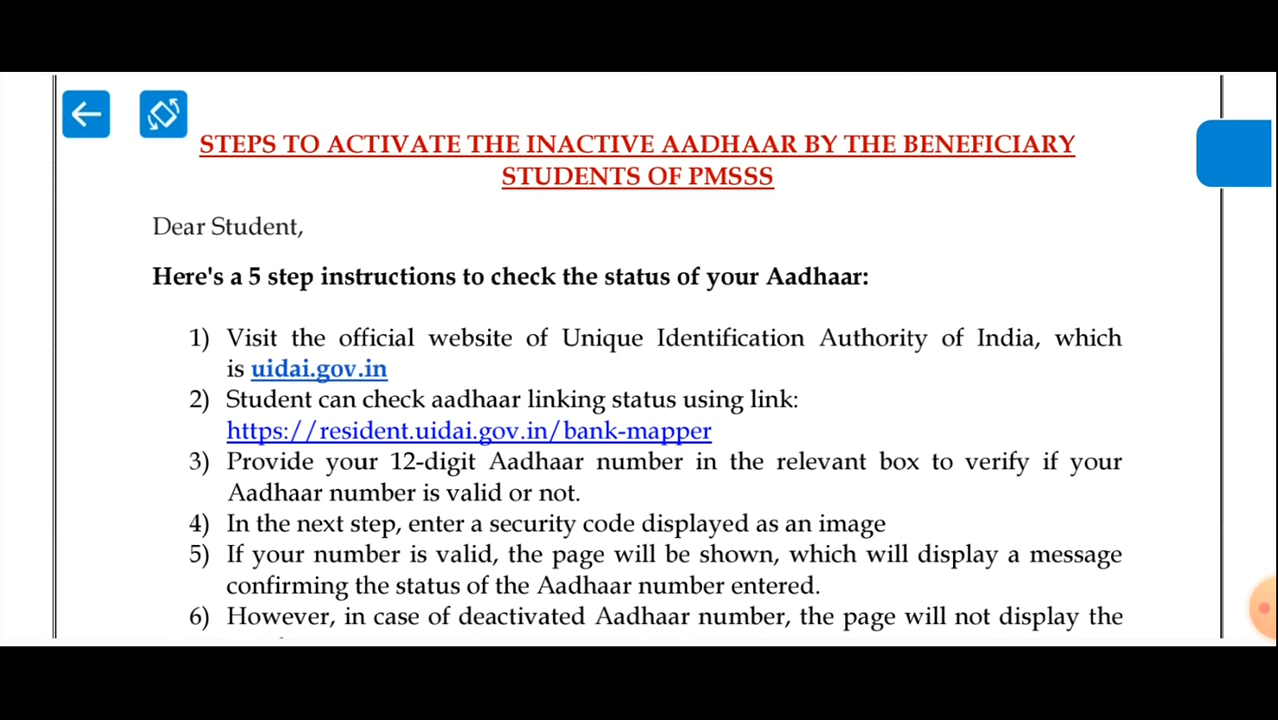 STEPS TO ACTIVATE THE INACTIVE AADHAAR BY THE BENEFICIARY
STUDENTS OF PMSSS
Dear Student,
Here's a 5 step instructions to check the status of your Aadhaar:
1) Visit the official website of Unique Identification Authority of India, which
is uidai.gov.in
2) Student can check aadhaar linking status using link:
https://resident.uidai.gov.in/bank-mapper
3) Provide your 12-digit Aadhaar number in the relevant box to verify if your
Aadhaar number is valid or not.
4) In the next step, enter a security code displayed as an image
5) If your number is valid, the page will be shown, which will display a message
confirming the status of the Aadhaar number entered.
6) However, in case of deactivated Aadhaar number, the page will not display the